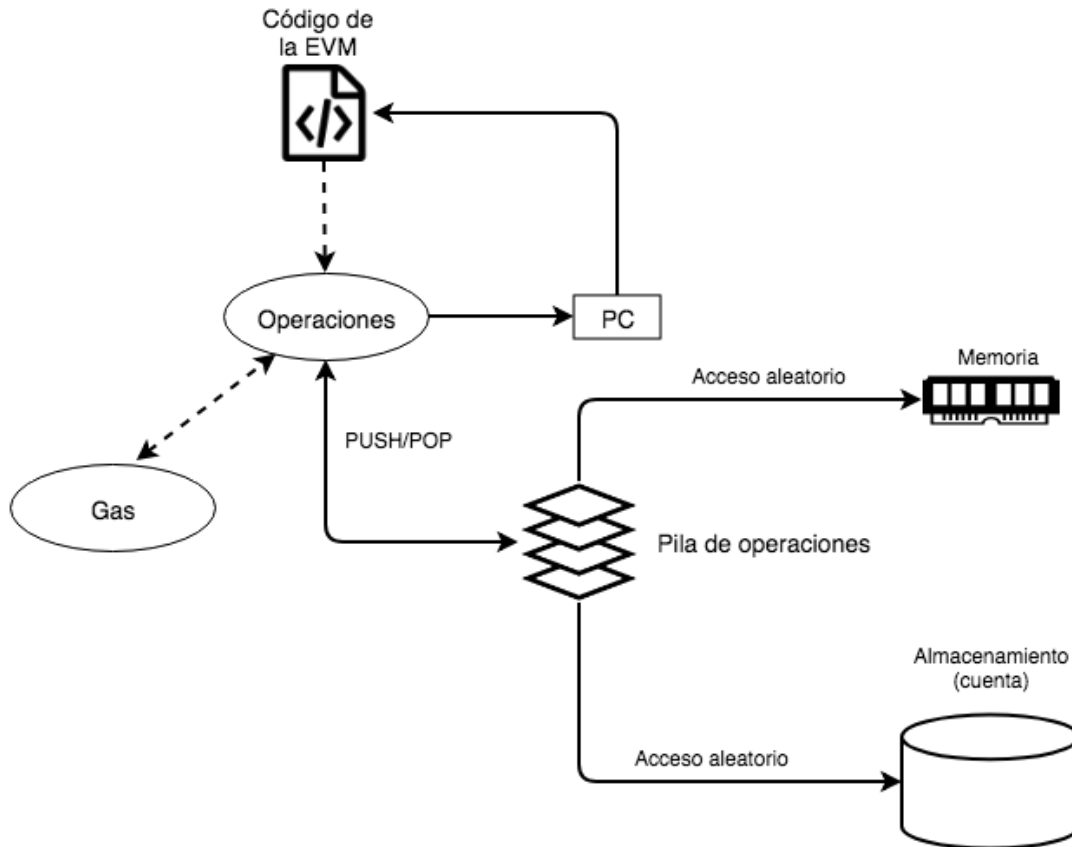 Código de
la EVM
</>
Operaciones
PC
Memoria
Acceso aleatorio
PUSH/POP
Gas
Pila de operaciones
Almacenamiento
(cuenta)
Acceso aleatorio